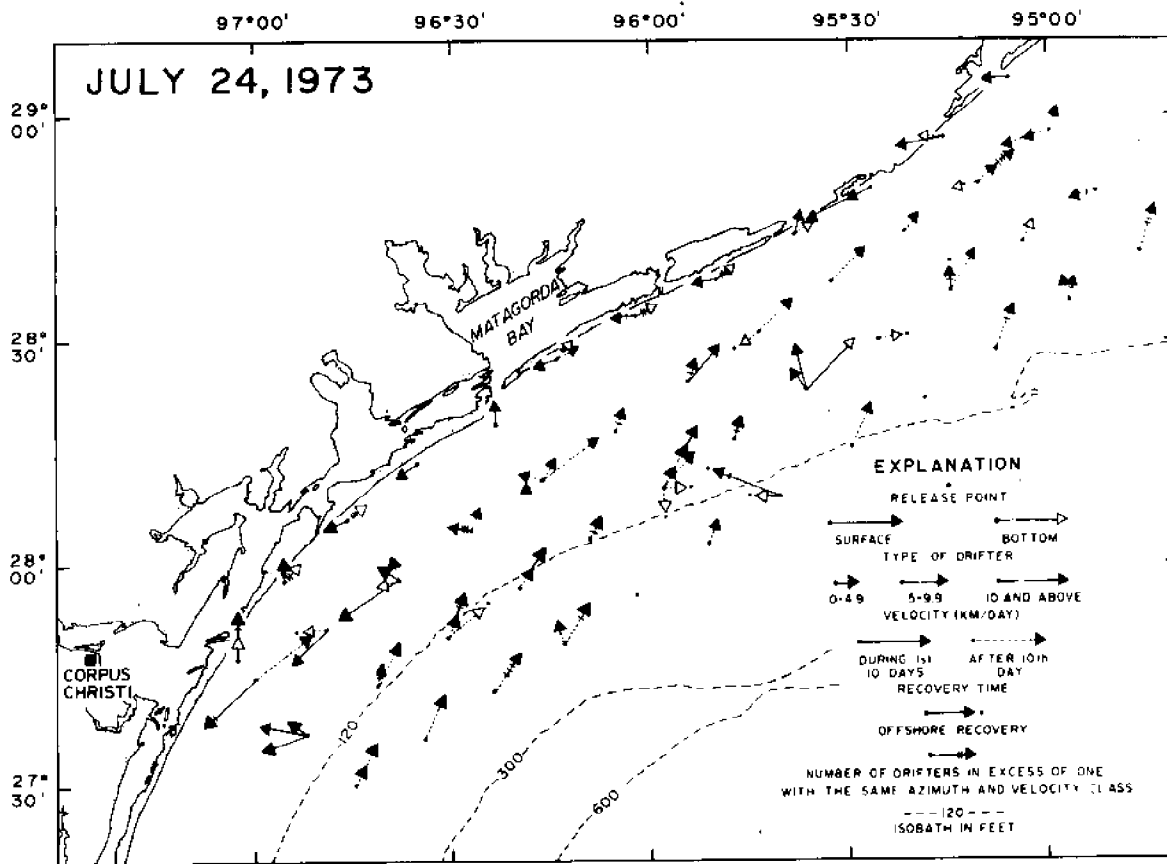 97°00' 96°30' 96°00' 95°30' 95°00'
JULY 24, 1973
29°
00'
MATAGORDA
BAY
28°
30'
28°
00'
CORPUS
CHRISTI
27°
30'
120
300
600
EXPLANATION
RELEASE POINT
SURFACE BOTTOM
TYPE OF DRIFTER
0-4.9 5-9.9 10 AND ABOVE
VELOCITY (KM/DAY)
DURING 1st AFTER 10th
10 DAYS DAY
RECOVERY TIME
OFFSHORE RECOVERY
NUMBER OF DRIFTERS IN EXCESS OF ONE
WITH THE SAME AZIMUTH AND VELOCITY CLASS
120
ISOBATH IN FEET